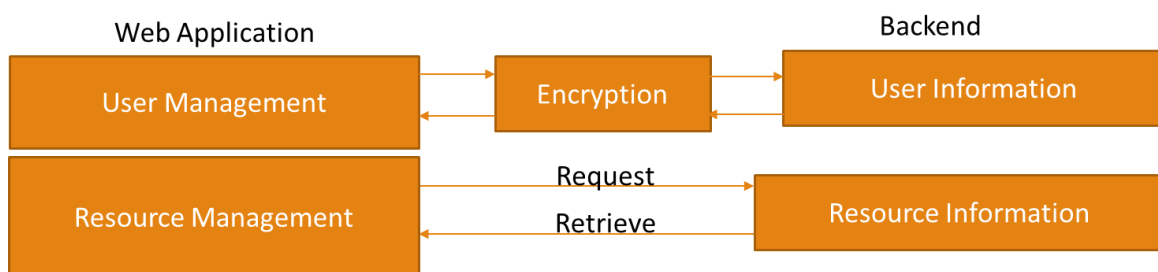 Web Application
Backend
User Management
Encryption
User Information
Request
Resource Management
Retrieve
Resource Information